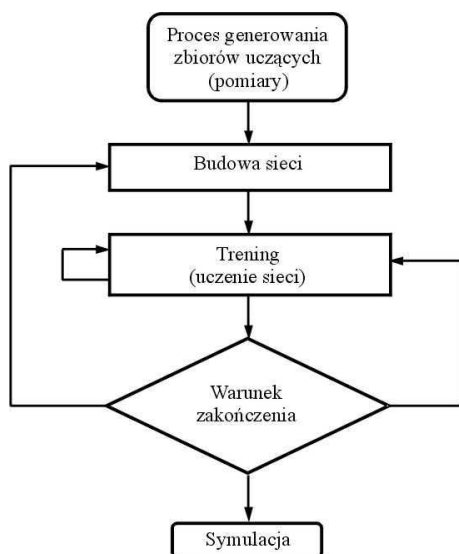 Proces generowania
zbiorów uczących
(pomiary)
Budowa sieci
Trening
(uczenie sieci)
Warunek
zakończenia
Symulacja